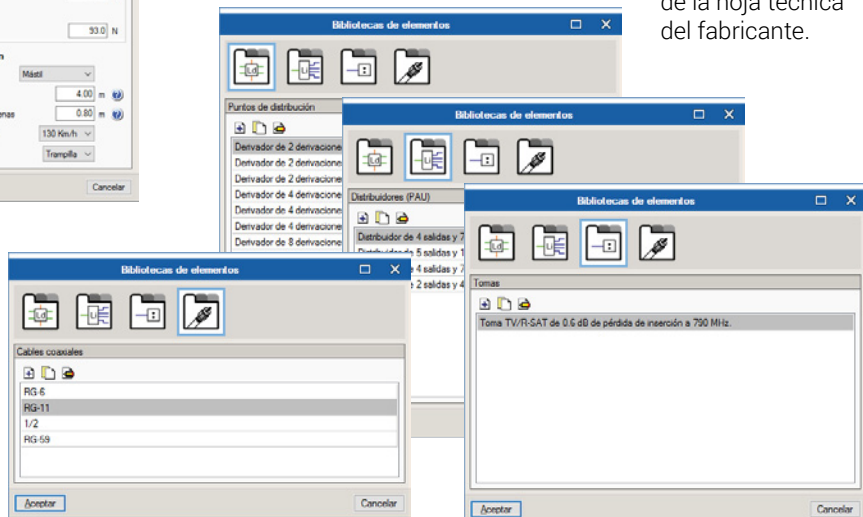 de la hoja técnica
del fabricante.
93.0 N
Mástil
4.00 m
0.80 m
130 Km/h
Trampilla
Cancelar
Bibliotecas de elementos
Puntos de distribución
Derivador de 2 derivacione
Derivador de 2 derivacione
Derivador de 2 derivacione
Derivador de 4 derivacione
Derivador de 4 derivacione
Derivador de 4 derivacione
Derivador de 8 derivacione
Bibliotecas de elementos
Distribuidores (PAU)
Distribuidor de 4 salidas y 7
Distribuidor de 5 salidas y 1
de 4 salidas y 7
2 salidas y 4
Bibliotecas de elementos
Tomas
Toma TV/R-SAT de 0.6 dB de pérdida de inserción a 790 MHz.
Aceptar
Cancelar
Bibliotecas de elementos
Cables coaxiales
RG-6
RG-11
1/2
RG-59
Aceptar
Cancelar